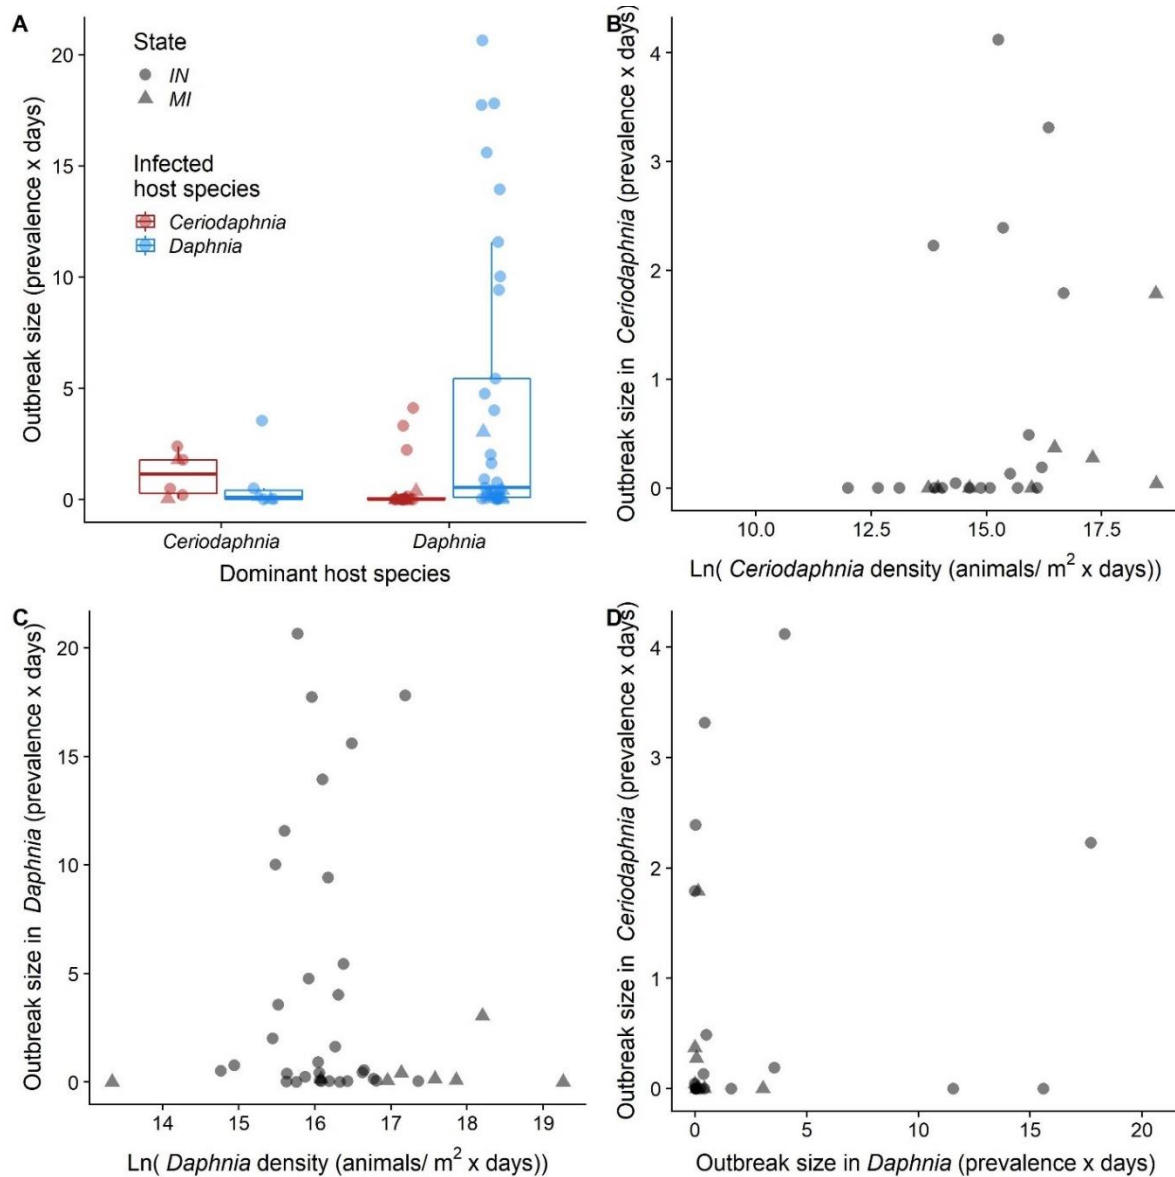 A
Outbreak size (prevalence x days)
20
15
10
5
0
State
IN
MI
Infected
host species
Ceriodaphnia
Daphnia
Ceriodaphnia
Daphnia
Dominant host species
B
Outbreak size in Ceriodaphnia (prevalence x days)
4
3
2
1
0
10.0
12.5
15.0
17.5
Ln( Ceriodaphnia density (animals/ m² x days))
C
Outbreak size in Daphnia (prevalence x days)
20
15
10
5
0
14
15
16
17
18
19
Ln( Daphnia density (animals/ m² x days))
D
Outbreak size in Ceriodaphnia (prevalence x days)
4
3
2
1
0
0
5
10
15
20
Outbreak size in Daphnia (prevalence x days)